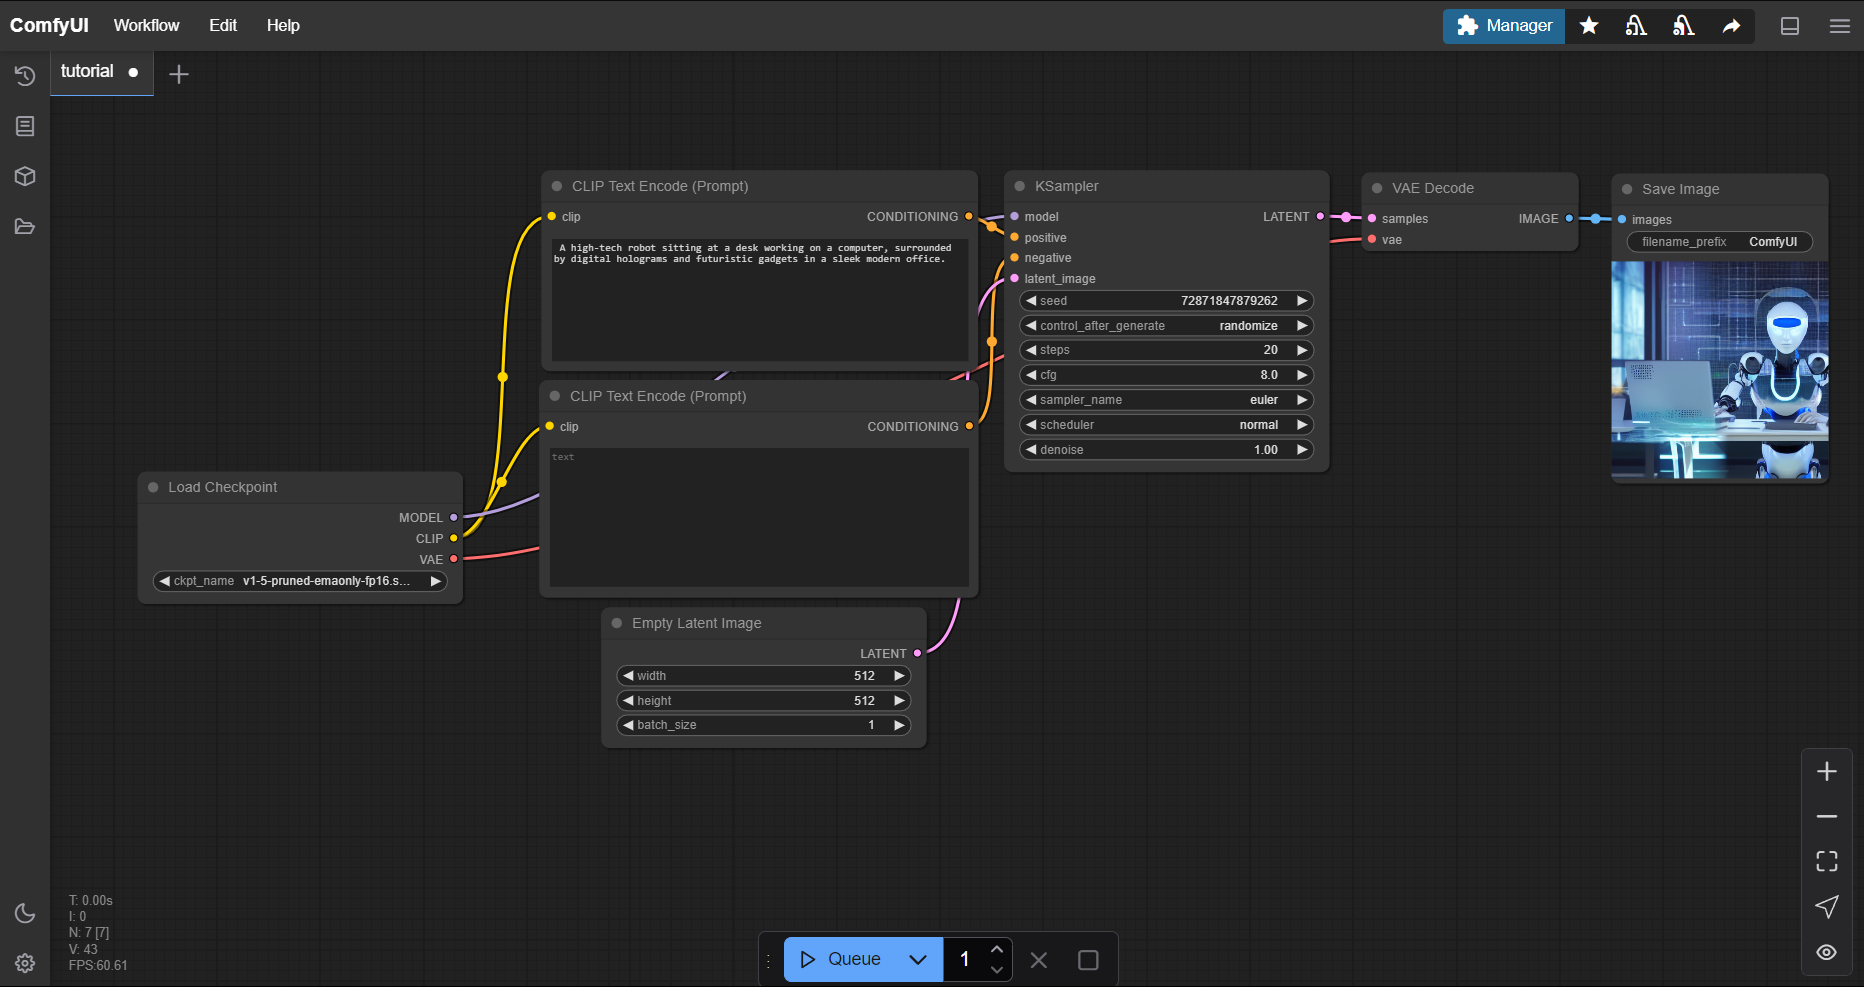 ComfyUI Workflow Edit Help
Manager
tutorial
CLIP Text Encode (Prompt)
clip CONDITIONING
A high-tech robot sitting at a desk working on a computer, surrounded
by digital holograms and futuristic gadgets in a sleek modern office.
CLIP Text Encode (Prompt)
clip CONDITIONING
text
Load Checkpoint
MODEL
CLIP
VAE
ckpt_name v1-5-pruned-emaonly-fp16.s...
Empty Latent Image
LATENT
width 512
height 512
batch_size 1
KSampler
model LATENT
positive
negative
latent_image
seed 72871847879262
control_after_generate randomize
steps 20
cfg 8.0
sampler_name euler
scheduler normal
denoise 1.00
VAE Decode
samples IMAGE
vae
Save Image
images
filename_prefix ComfyUI
T: 0.00s
I: 0
N: 7 [7]
V: 43
FPS:60.61
Queue 1